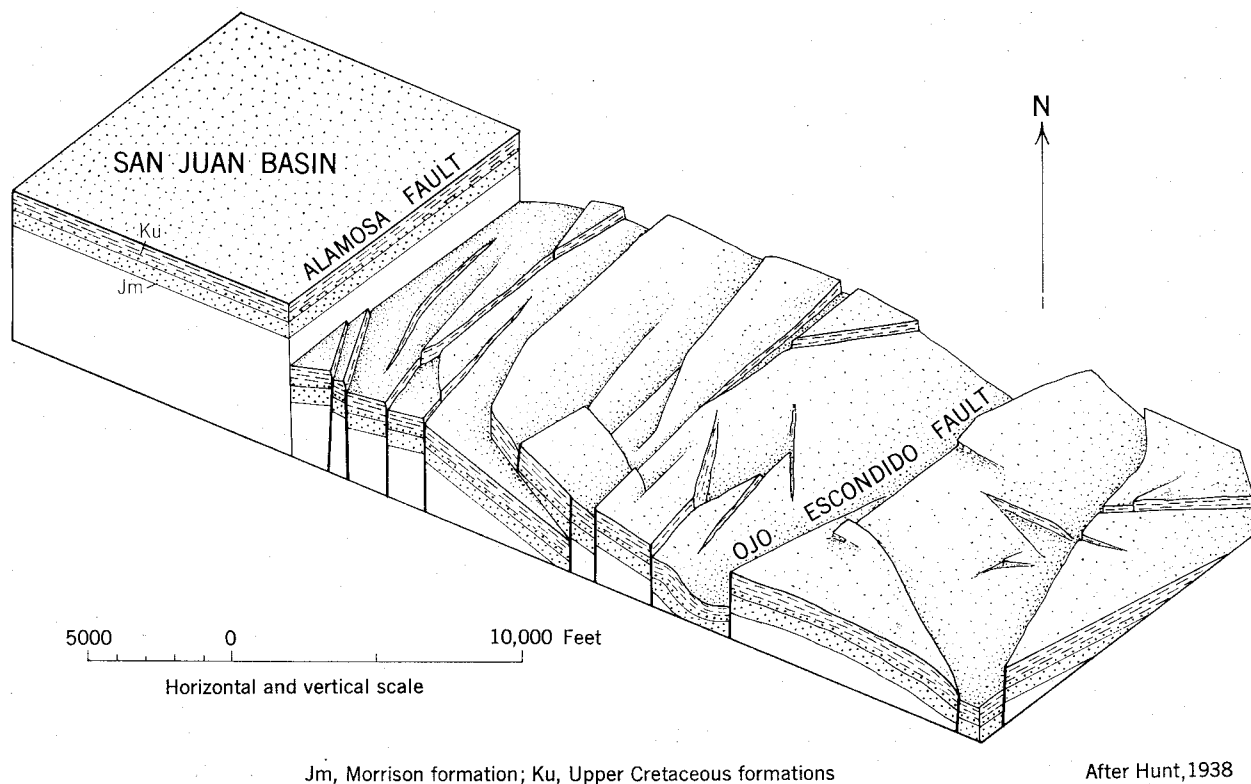 N
SAN JUAN BASIN
ALAMOSA FAULT
Ku
Jm
OJO ESCONDIDO FAULT
5000 0 10,000 Feet
Horizontal and vertical scale
Jm, Morrison formation; Ku, Upper Cretaceous formations
After Hunt,1938